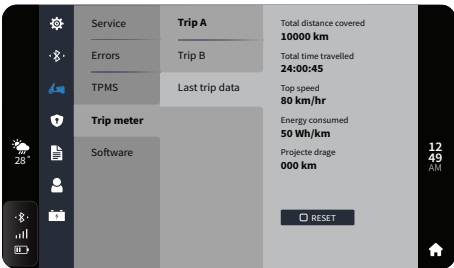 Service
Errors
TPMS
Trip meter
Software
Trip A
Trip B
Last trip data
Total distance covered
10000 km
Total time travelled
24:00:45
Top speed
80 km/hr
Energy consumed
50 Wh/km
Projecte drage
000 km
RESET
28°
12
49
AM